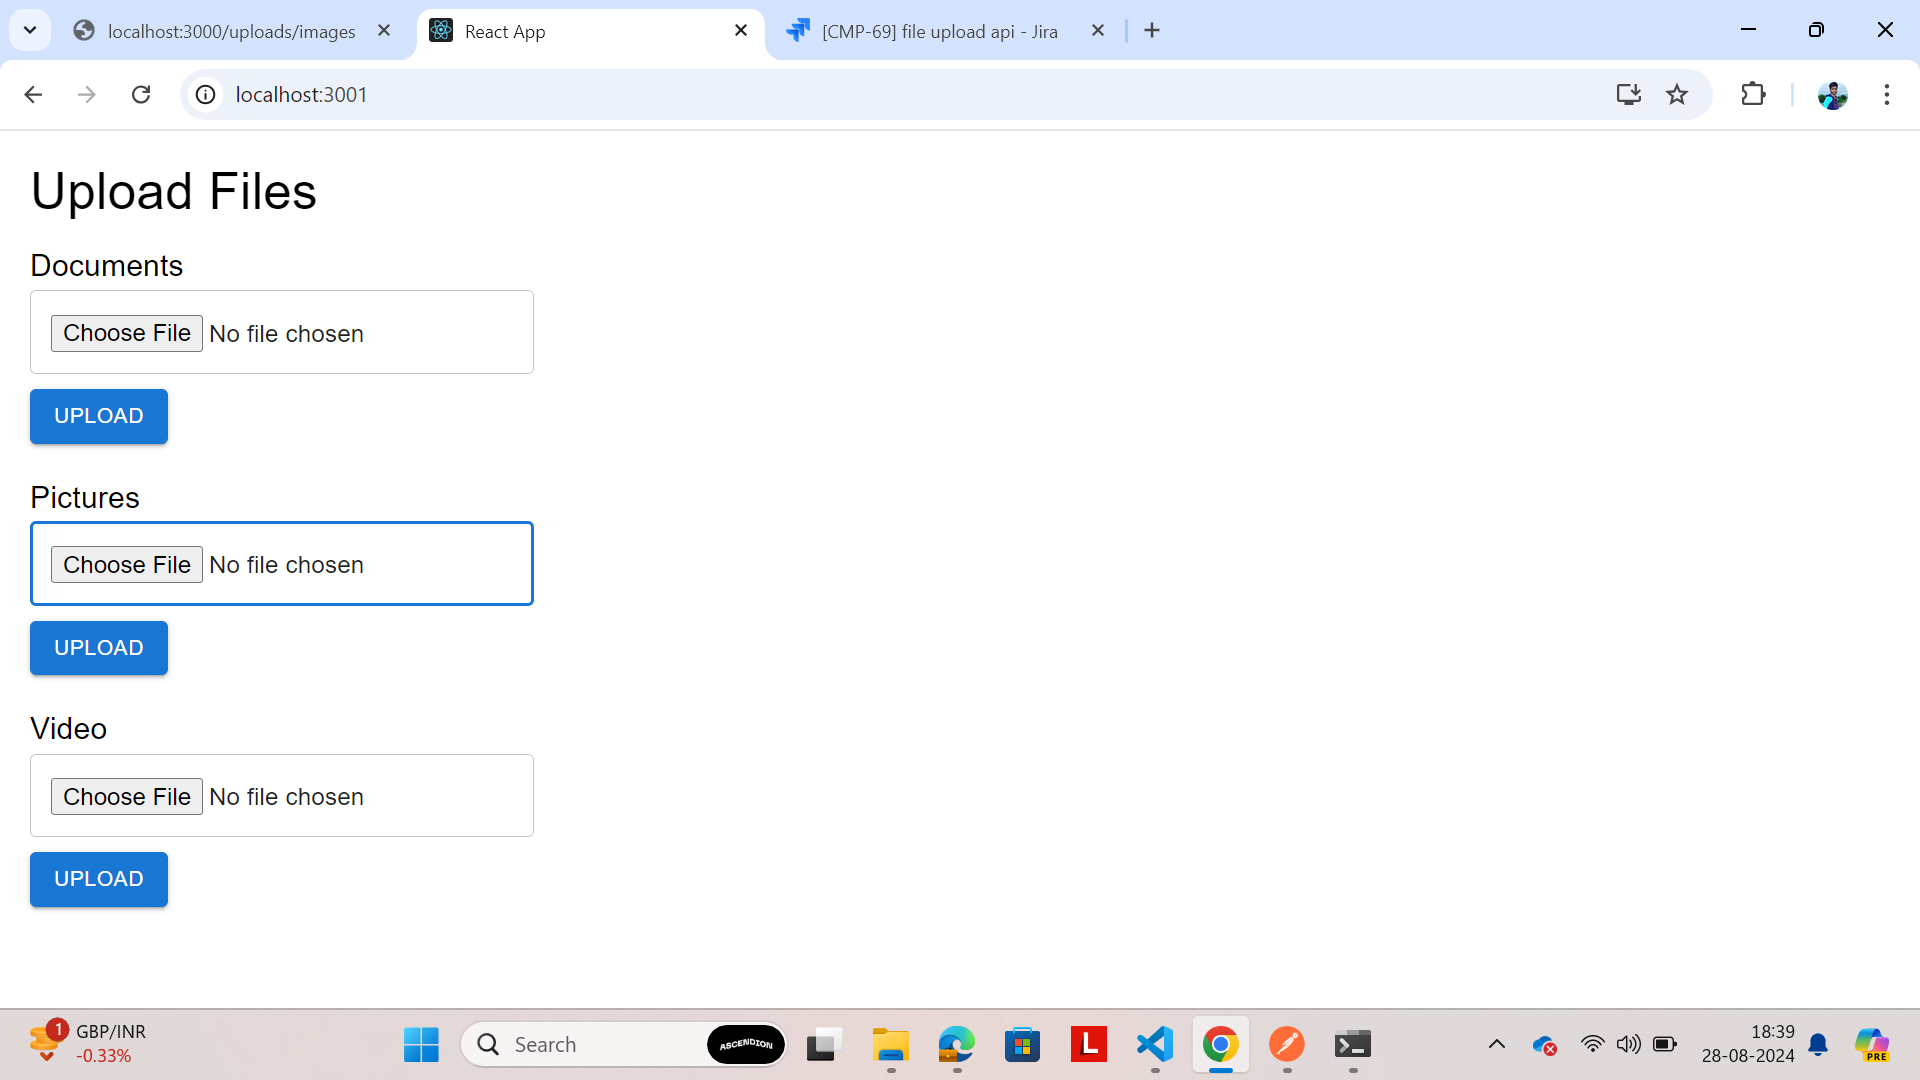 localhost:3000/uploads/images
React App
[CMP-69] file upload api - Jira
localhost:3001
Upload Files
Documents
Choose File No file chosen
UPLOAD
Pictures
Choose File No file chosen
UPLOAD
Video
Choose File No file chosen
UPLOAD
1
GBP/INR
-0.33%
Search
ASCENDION
L
PRE
18:39
28-08-2024